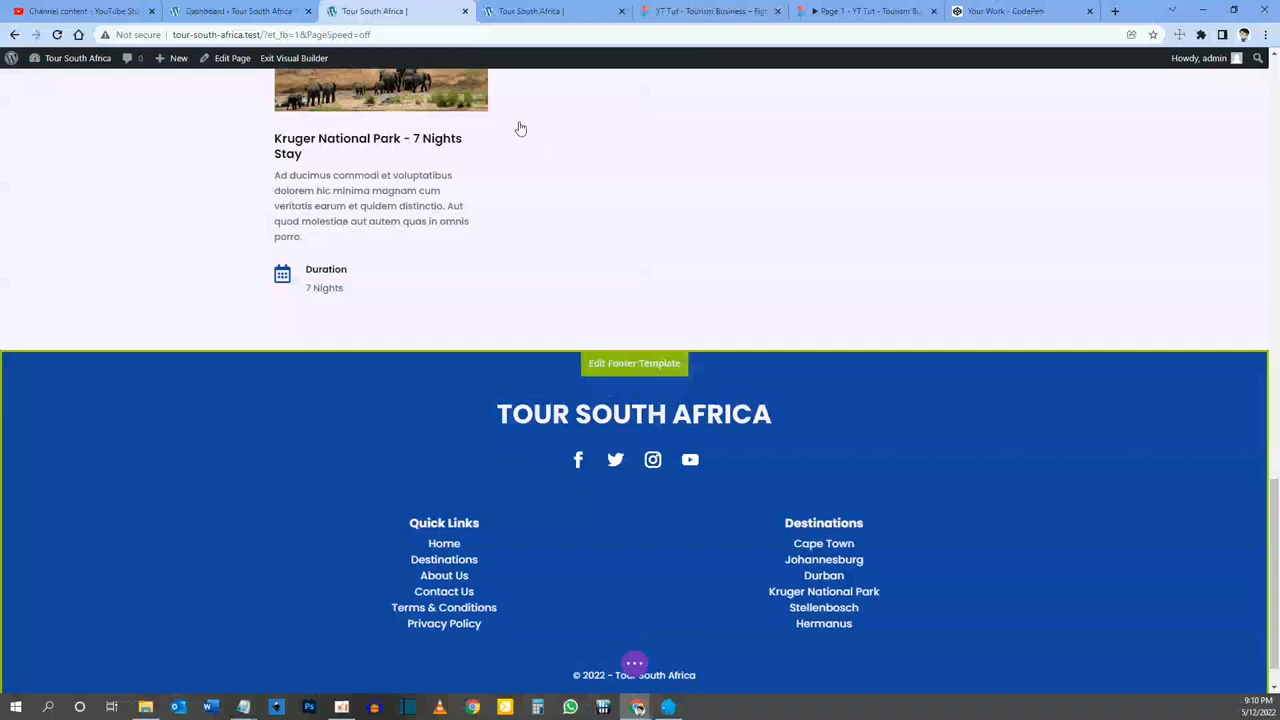 (2) Content - YouTube
Dashboard ‹ Tour South Africa
Tour South Africa |
Tour South Africa |
YT Tut - Tourism Business – Fig
Page 1 - YT Tut - Tourism B
Your Work - CodePen
Not secure | tour-south-africa.test/?et_fb=1&PageSpeed=off
Tour South Africa
0
New
Edit Page
Exit Visual Builder
Howdy, admin
Kruger National Park - 7 Nights
Stay
Ad ducimus commodi et voluptatibus
dolorem hic minima magnam cum
veritatis earum et quidem distinctio. Aut
quod molestiae aut autem quas in omnis
porro.
Duration
7 Nights
Edit Footer Template
TOUR SOUTH AFRICA
Quick Links
Home
Destinations
About Us
Contact Us
Terms & Conditions
Privacy Policy
Destinations
Cape Town
Johannesburg
Durban
Kruger National Park
Stellenbosch
Hermanus
© 2022 - Tour South Africa
9:10 PM
5/12/2022